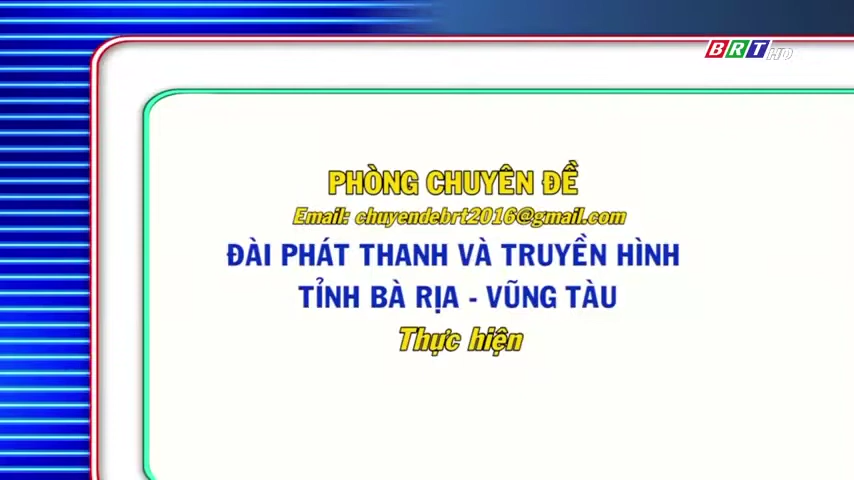 BRT HD
PHÒNG CHUYÊN ĐỀ
Email: chuyendebrt2016@gmail.com
ĐÀI PHÁT THANH VÀ TRUYỀN HÌNH
TỈNH BÀ RỊA - VŨNG TÀU
Thực hiện